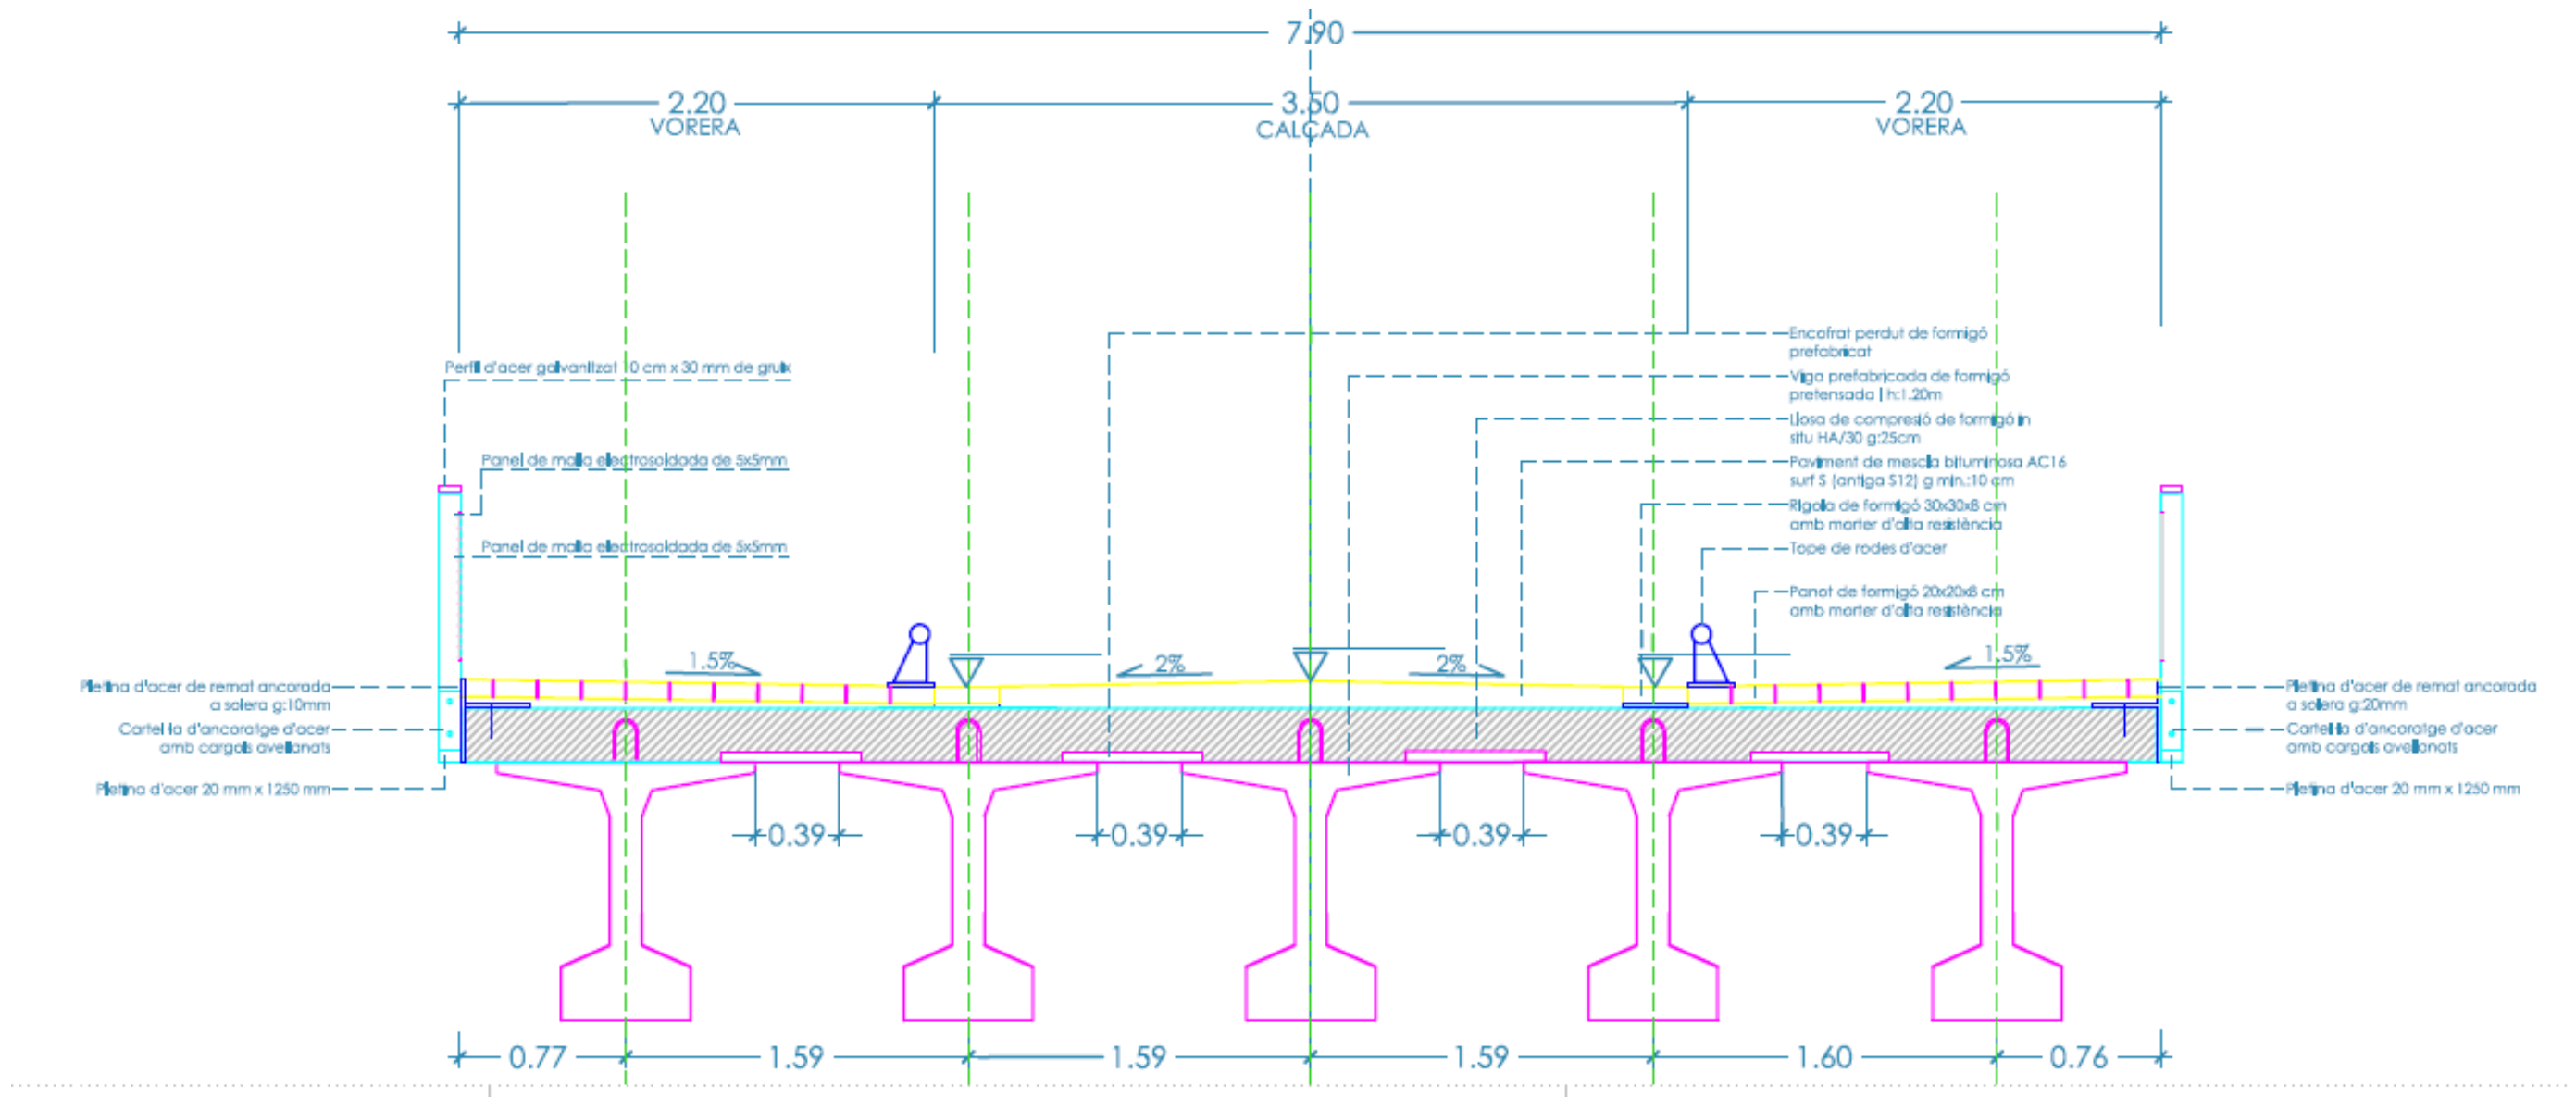 7.90
2.20
3.50
2.20
VORERA
CALÇADA
VORERA
Encofrat perdut de formigó
prefabricat
Perfil d'acer galvanitzat 0 cm x 30 mm de gruix
Viga prefabricada de formigó
pretensada | h:1.20m
Llosa de compresió de formigó in
situ HA/30 g:25cm
Panel de malla electrosoldada de 5x5mm
Paviment de mescla bituminosa AC16
surf S (antiga S12) g min.:10 cm
Rigola de formigó 30x30x8 cm
amb morter d'alta resistència
Panel de malla electrosoldada de 5x5mm
Tope de rodes d'acer
Panot de formigó 20x20x8 cm
amb morter d'alta resistència
1.5%
2%
2%
1.5%
Pletina d'acer de remat ancorada
a solera g:10mm
Pletina d'acer de remat ancorada
a solera g:20mm
Cartel·la d'ancoratge d'acer
amb cargols avellanats
Cartel·la d'ancoratge d'acer
amb cargols avellanats
Pletina d'acer 20 mm x 1250 mm
Pletina d'acer 20 mm x 1250 mm
0.39
0.39
0.39
0.39
0.77
1.59
1.59
1.59
1.60
0.76